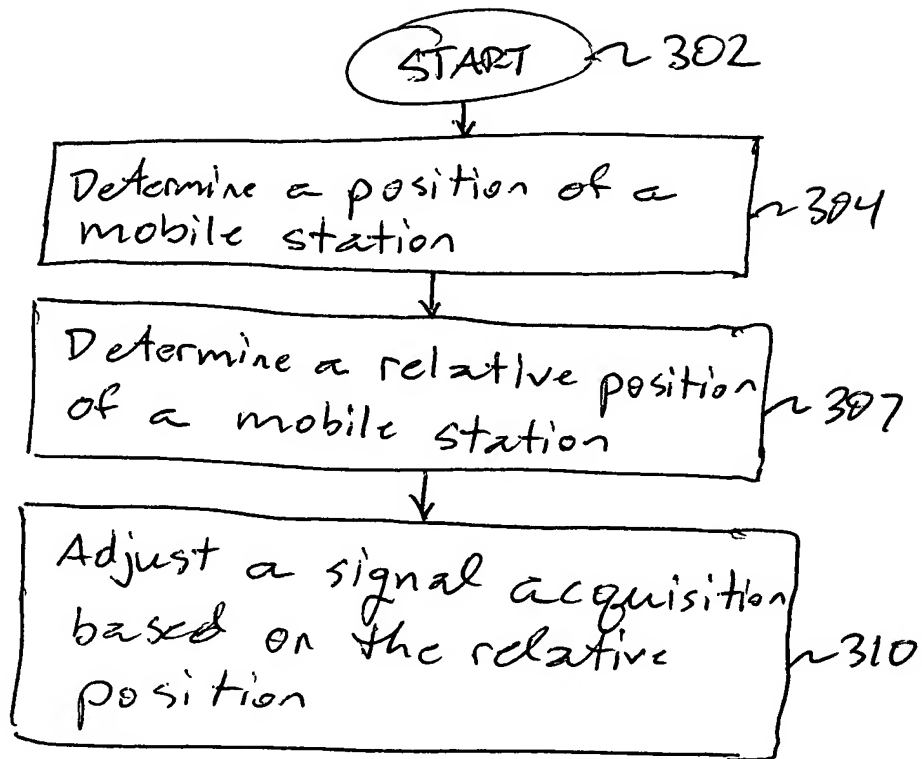 START ~ 302
Determine a position of a
mobile station
~ 304
Determine a relative position
of a mobile station
~ 307
Adjust a signal acquisition
based on the relative
position
~ 310